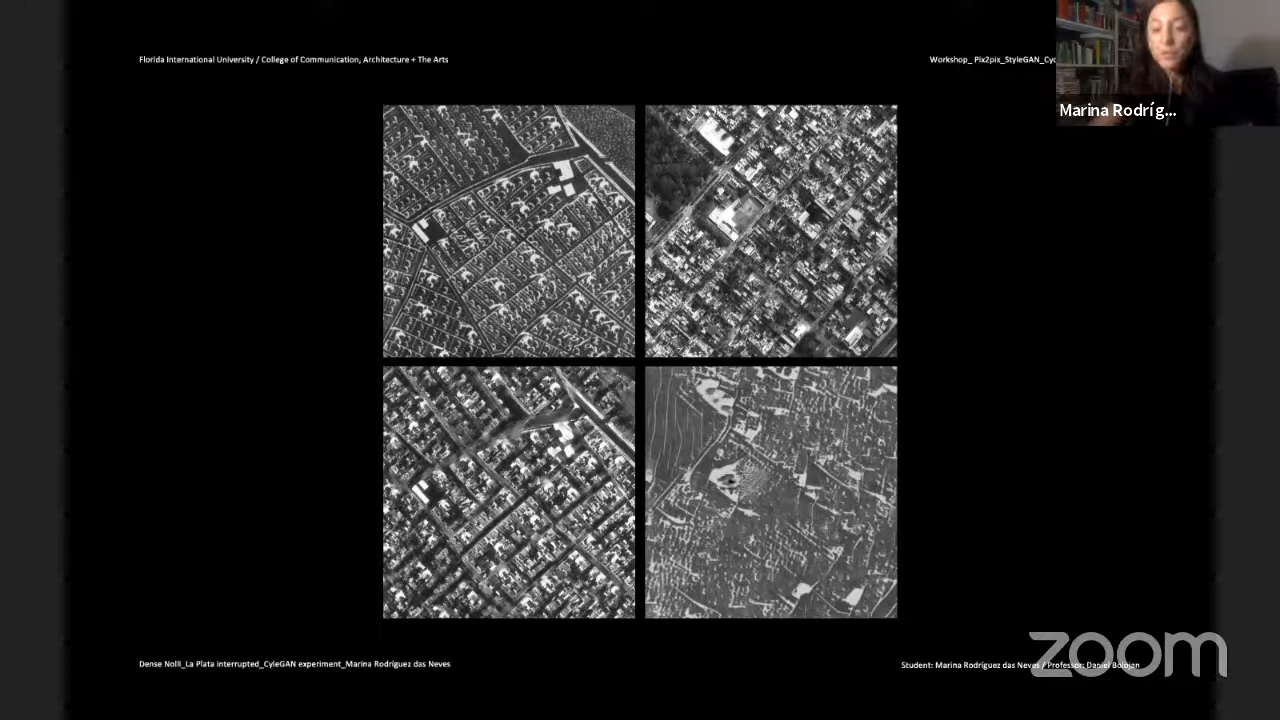 Florida International University / College of Communication, Architecture + The Arts
Workshop_ Pix2pix_StyleGAN_Cyc
Marina Rodríg...
Dense Nolli_La Plata interrupted_CyleGAN experiment_Marina Rodríguez das Neves
Student: Marina Rodríguez das Neves / Professor: Daniel Bolojan
zoom